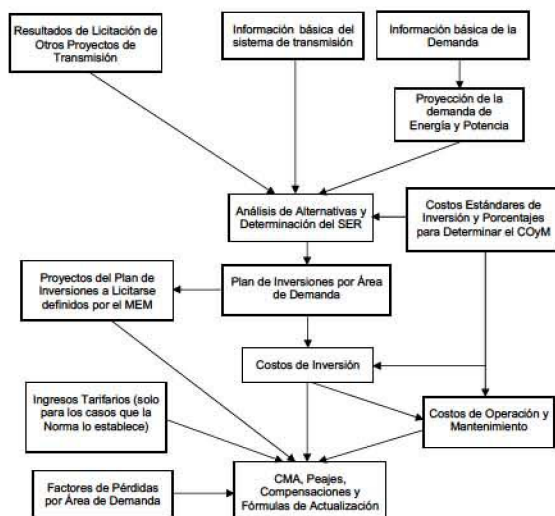 Resultados de Licitación de
Otros Proyectos de
Transmisión
Información básica del
sistema de transmisión
Información básica de la
Demanda
Proyección de la
demanda de
Energía y Potencia
Análisis de Alternativas y
Determinación del SER
Costos Estándares de
Inversión y Porcentajes
para Determinar el COyM
Proyectos del Plan de
Inversiones a Licitarse
definidos por el MEM
Plan de Inversiones por Área
de Demanda
Costos de Inversión
Ingresos Tarifarios (solo
para los casos que la
Norma lo establece)
Costos de Operación y
Mantenimiento
Factores de Pérdidas
por Área de Demanda
CMA, Peajes,
Compensaciones y
Fórmulas de Actualización